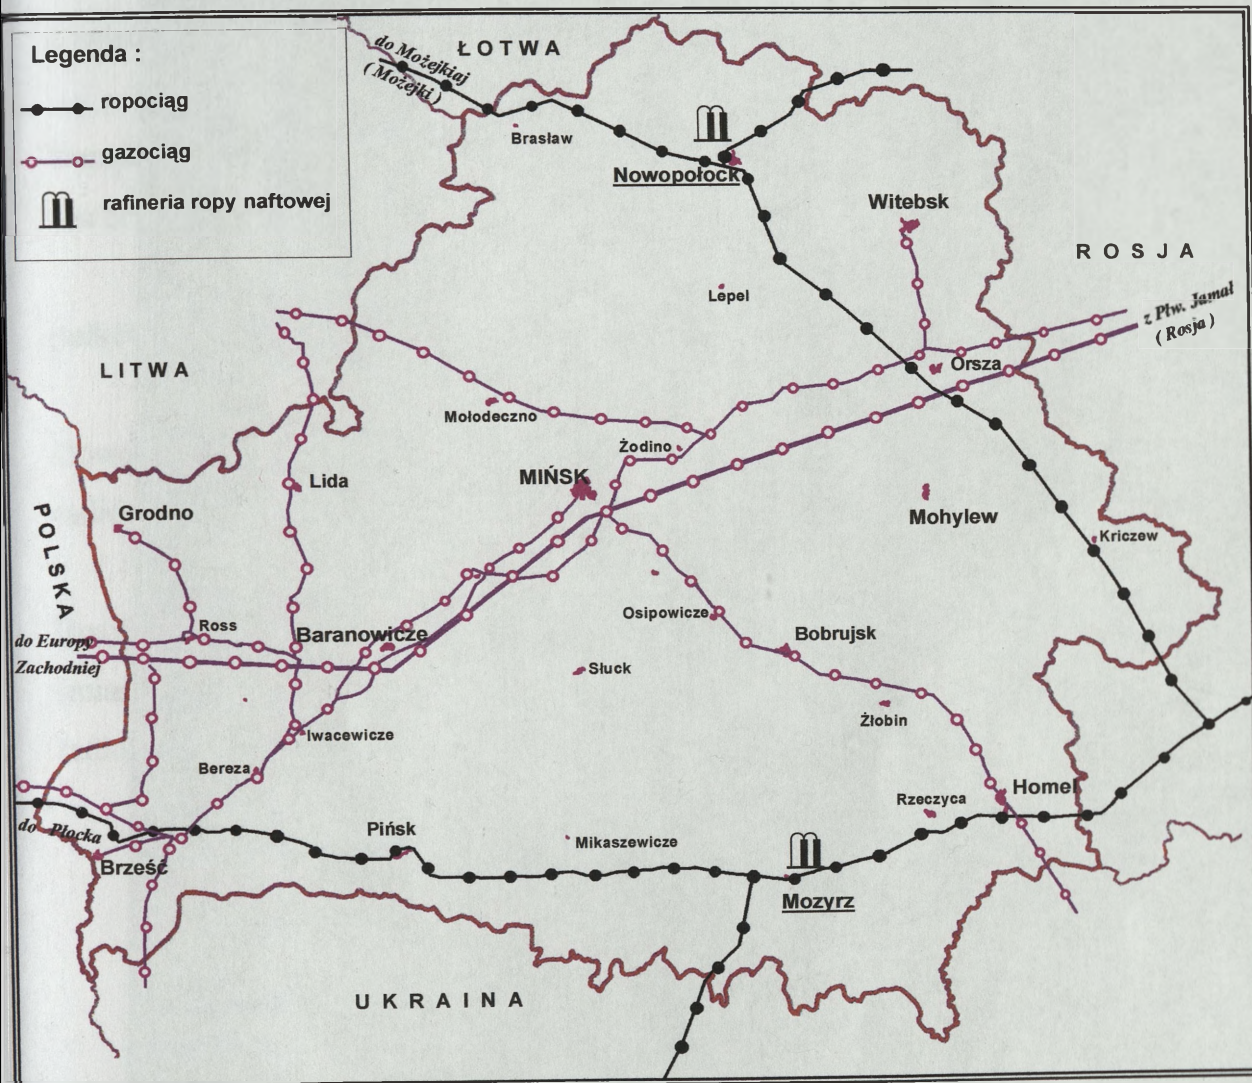 Legenda :
ropociąg
gazociąg
rafineria ropy naftowej
do Możejkiaj
( Możejki )
ŁOTWA
Brasław
Nowopołock
Witebsk
ROSJA
Lepel
z Płw. Jamał
( Rosja )
LITWA
Orsza
Mołodeczno
Żodino
MIŃSK
Lida
Grodno
Mohylew
Kriczew
POLSKA
Osipowicze
Ross
Baranowicze
Bobrujsk
do Europy
Zachodniej
Słuck
Żłobin
Iwacewicze
Bereza
Homel
Rzeczyca
do Płocka
Pińsk
Mikaszewicze
Brześć
Mozyrz
UKRAINA